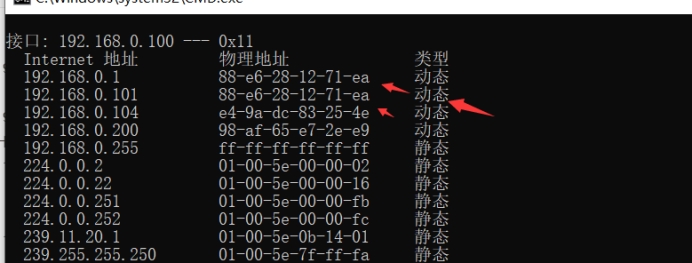 C:\Windows\system32\CMD.exe
接口: 192.168.0.100 --- 0x11
Internet 地址 物理地址 类型
192.168.0.1 88-e6-28-12-71-ea 动态
192.168.0.101 88-e6-28-12-71-ea 动态
192.168.0.104 e4-9a-dc-83-25-4e 动态
192.168.0.200 98-af-65-e7-2e-e9 动态
192.168.0.255 ff-ff-ff-ff-ff-ff 静态
224.0.0.2 01-00-5e-00-00-02 静态
224.0.0.22 01-00-5e-00-00-16 静态
224.0.0.251 01-00-5e-00-00-fb 静态
224.0.0.252 01-00-5e-00-00-fc 静态
239.11.20.1 01-00-5e-0b-14-01 静态
239.255.255.250 01-00-5e-7f-ff-fa 静态